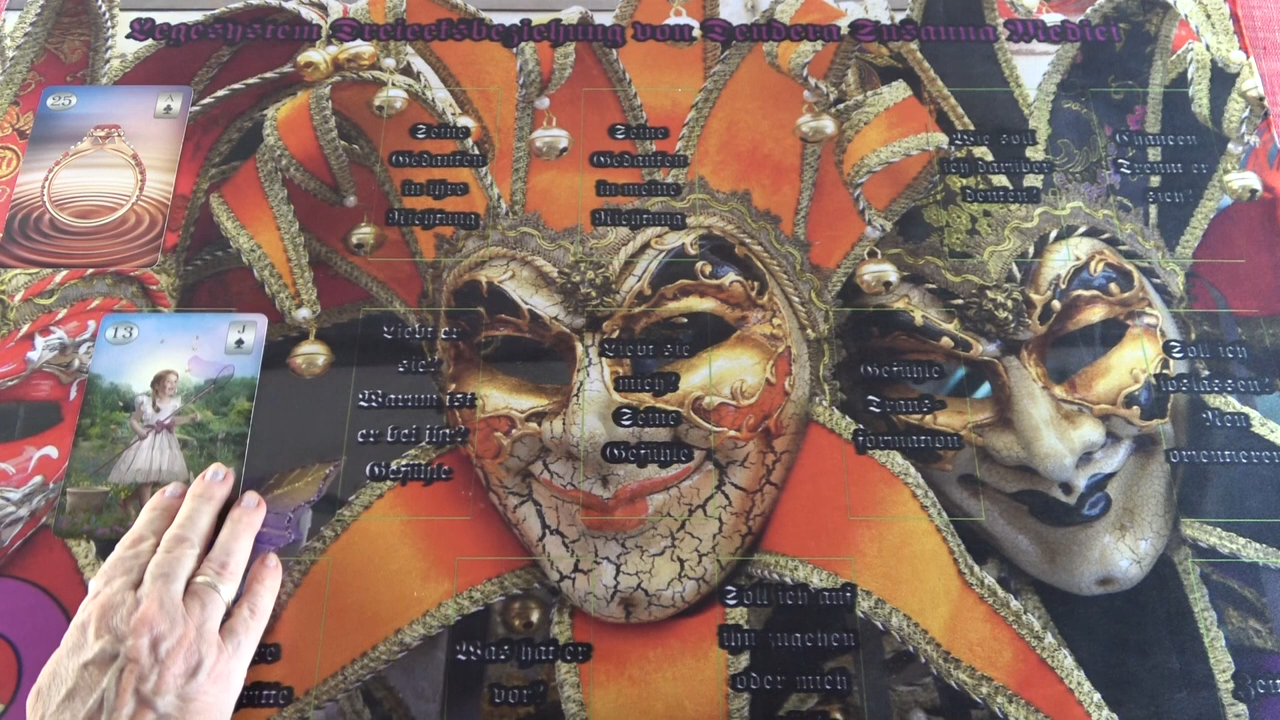 Legesystem Dreiecksbeziehung von Dendera Susanna Medici
25
A
Seine
Gedanken
in ihre
Richtung
Seine
Gedanken
in meine
Richtung
Wie soll
ich darüber
denken?
Chancen
Trennt er
sich?
13
J
Liebt er
sie?
Warum ist
er bei ihr?
Gefühle
Liebt sie
mich?
Seine
Gefühle
Gefühle
Trans-
formation
Soll ich
loslassen?
Neu
orientieren
Was hat er
vor?
Soll ich auf
ihn zugehen
oder mich